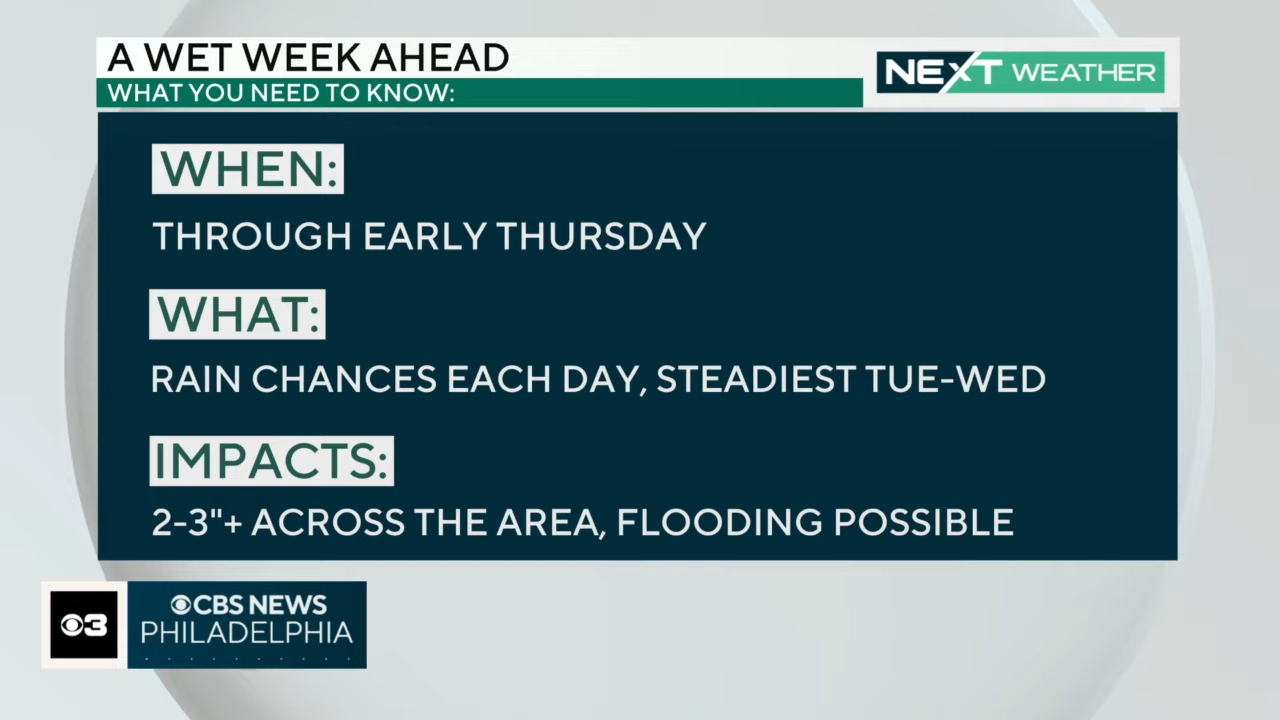 A WET WEEK AHEAD
WHAT YOU NEED TO KNOW:
NEXT WEATHER
WHEN:
THROUGH EARLY THURSDAY
WHAT:
RAIN CHANCES EACH DAY, STEADIEST TUE-WED
IMPACTS:
2-3"+ ACROSS THE AREA, FLOODING POSSIBLE
3
CBS NEWS
PHILADELPHIA